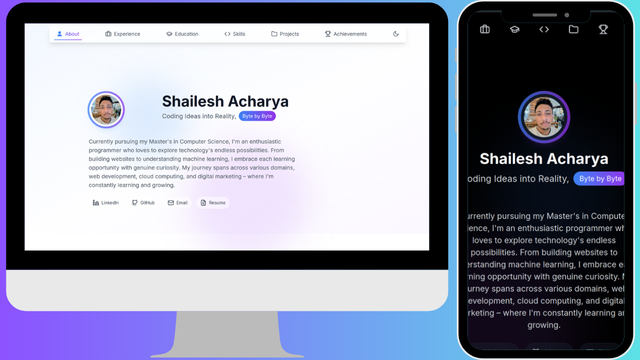 About
Experience
Education
Skills
Projects
Achievements
Shailesh Acharya
Coding Ideas into Reality, Byte by Byte
Currently pursuing my Master's in Computer Science, I'm an enthusiastic
programmer who loves to explore technology's endless possibilities. From
building websites to understanding machine learning, I embrace each learning
opportunity with genuine curiosity. My journey spans across various domains,
web development, cloud computing, and digital marketing – where I'm
constantly learning and growing.
LinkedIn
GitHub
Email
Resume
Shailesh Acharya
oding Ideas into Reality, Byte by Byte
urrently pursuing my Master's in Compute
ience, I'm an enthusiastic programmer wh
loves to explore technology's endless
possibilities. From building websites to
erstanding machine learning, I embrace e
rning opportunity with genuine curiosity. M
urney spans across various domains, wel
evelopment, cloud computing, and digital
rketing – where I'm constantly learning ar
growing.